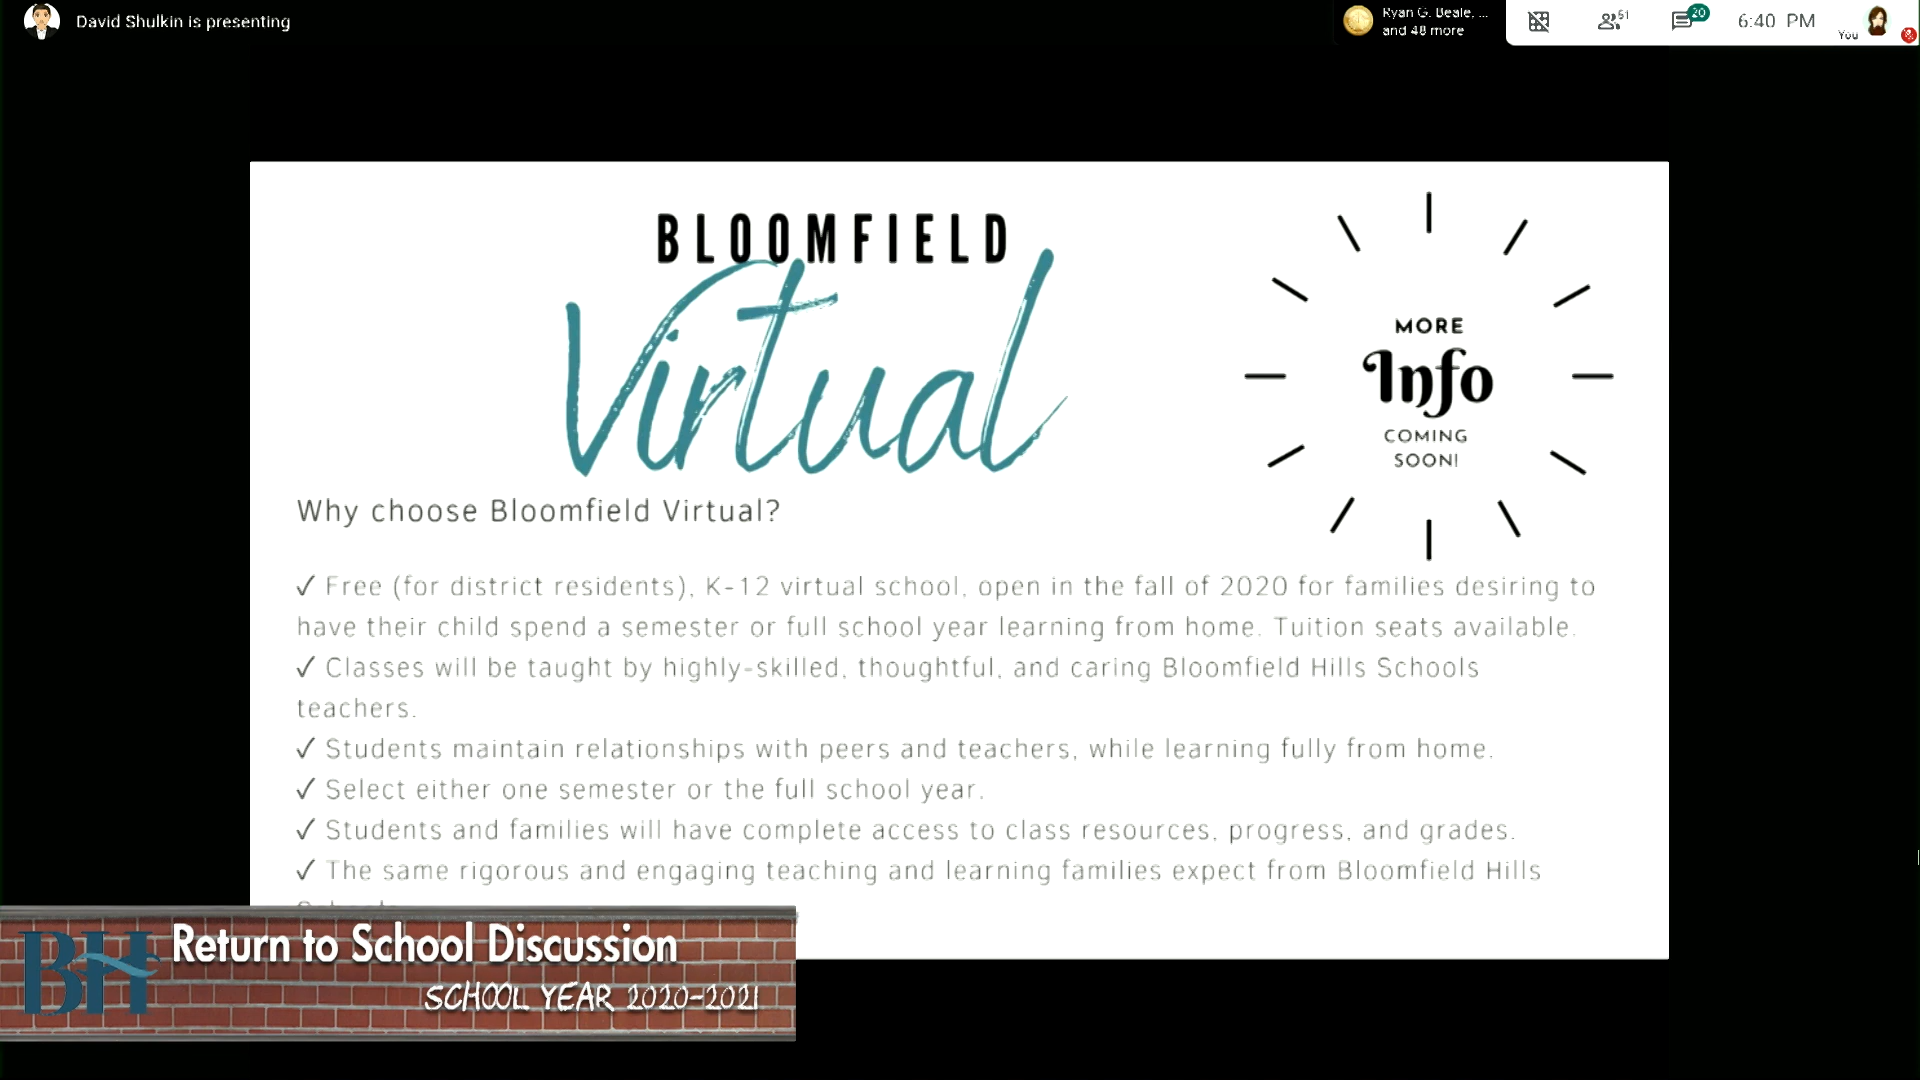 David Shulkin is presenting
Ryan G. Beale, ...
and 48 more
51
20
6:40 PM
You
BLOOMFIELD
Virtual
MORE
Info
COMING
SOON!
Why choose Bloomfield Virtual?
✓ Free (for district residents), K-12 virtual school, open in the fall of 2020 for families desiring to
have their child spend a semester or full school year learning from home. Tuition seats available.
✓ Classes will be taught by highly-skilled, thoughtful, and caring Bloomfield Hills Schools
teachers.
✓ Students maintain relationships with peers and teachers, while learning fully from home.
✓ Select either one semester or the full school year.
✓ Students and families will have complete access to class resources, progress, and grades.
✓ The same rigorous and engaging teaching and learning families expect from Bloomfield Hills
BH
Return to School Discussion
SCHOOL YEAR 2020-2021